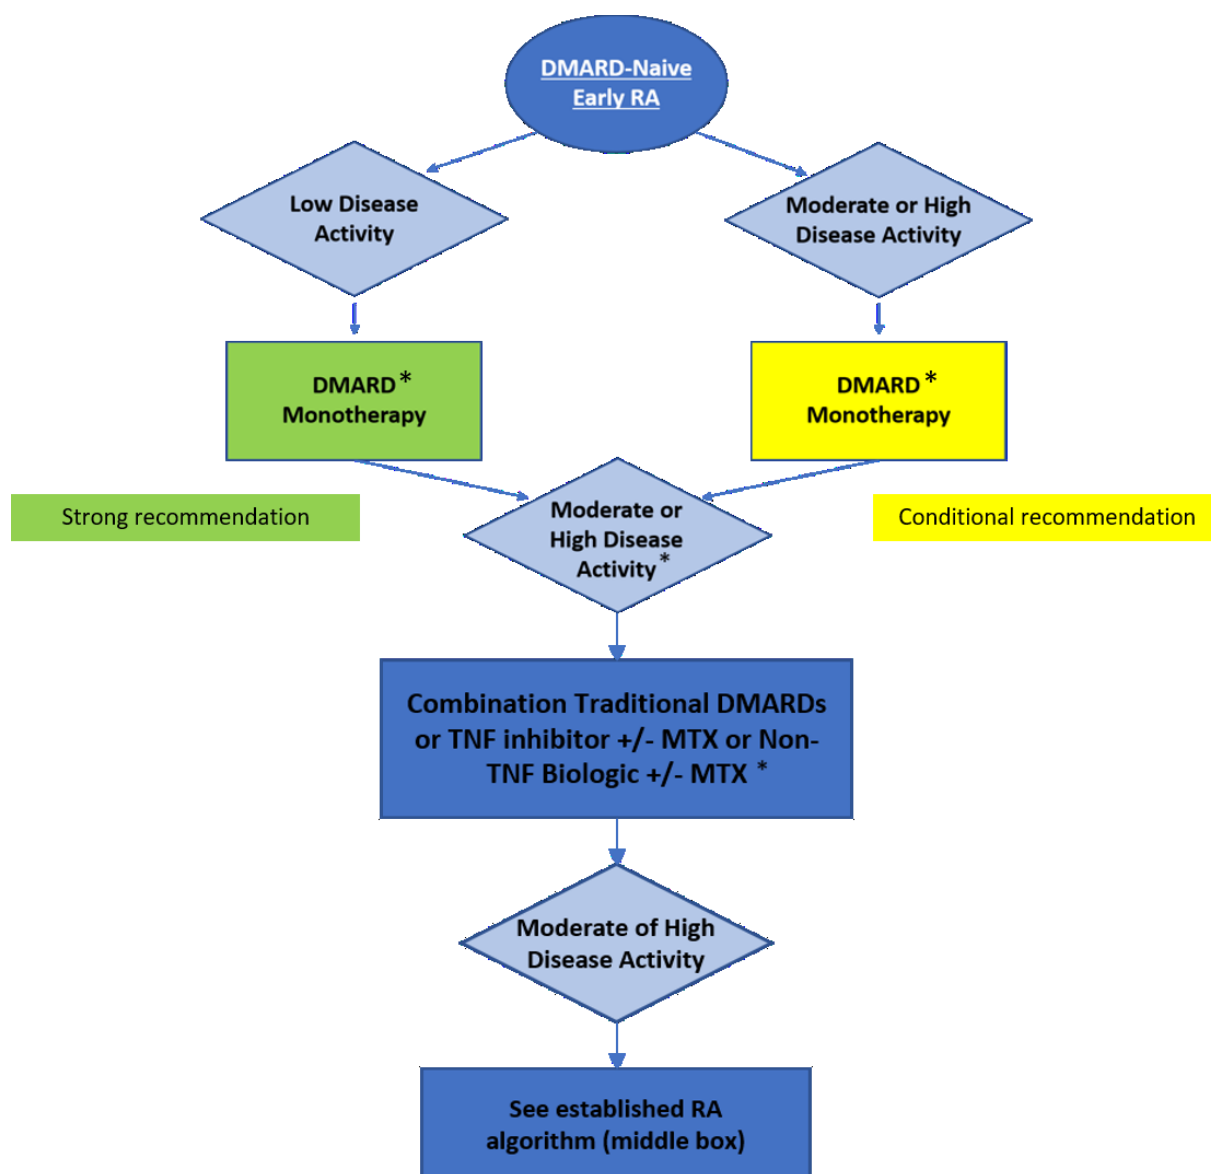 DMARD-Naive
Early RA
Low Disease
Activity
Moderate or High
Disease Activity
DMARD*
Monotherapy
DMARD*
Monotherapy
Strong recommendation
Moderate or
High Disease
Activity*
Conditional recommendation
Combination Traditional DMARDs
or TNF inhibitor +/- MTX or Non-
TNF Biologic +/- MTX *
Moderate of High
Disease Activity
See established RA
algorithm (middle box)